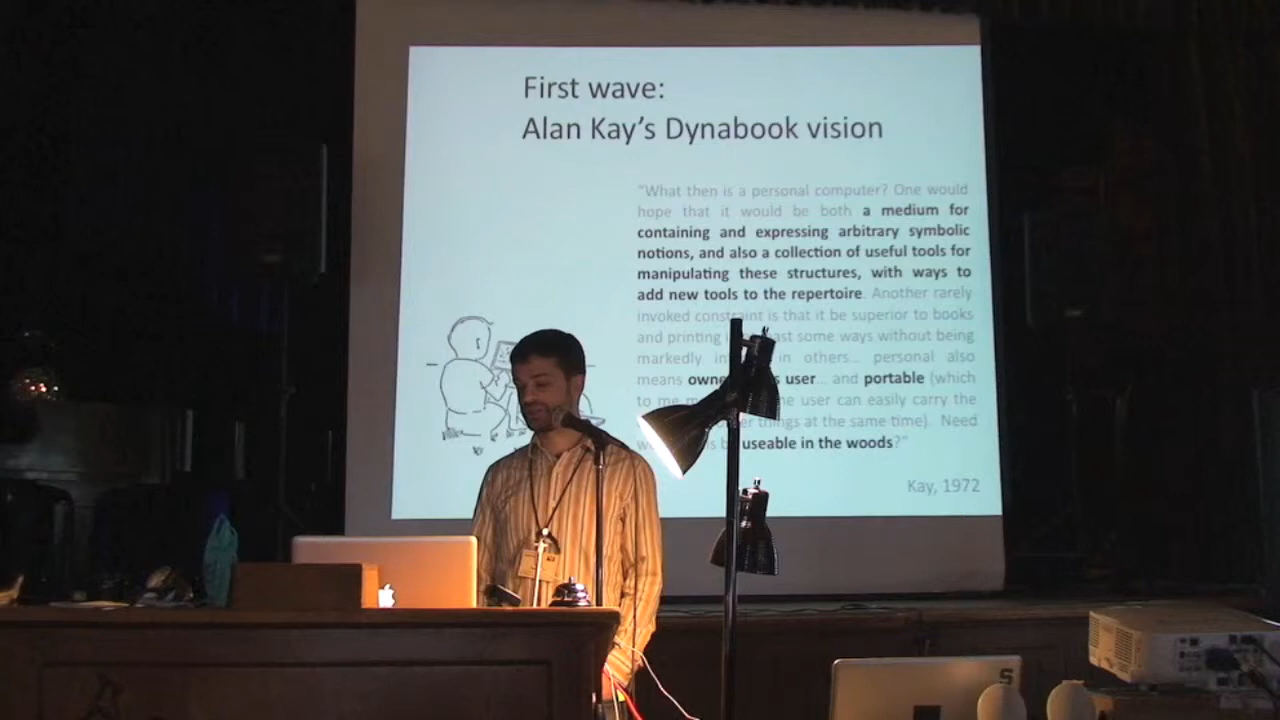 First wave:
Alan Kay's Dynabook vision
"What then is a personal computer? One would
hope that it would be both a medium for
containing and expressing arbitrary symbolic
notions, and also a collection of useful tools for
manipulating these structures, with ways to
add new tools to the repertoire. Another rarely
invoked constraint is that it be superior to books
and printing ast some ways without being
markedly in others... personal also
means user... and portable (which
to me user can easily carry the
things at the same time). Need
useable in the woods?"
Kay, 1972
S